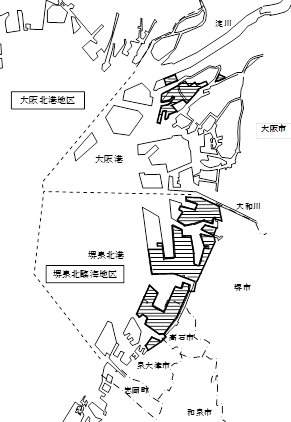 淀川
大阪北港地区
大阪市
大阪港
大和川
堺泉北港
堺泉北臨海地区
堺市
高石市
泉大津市
忠岡町
和泉市